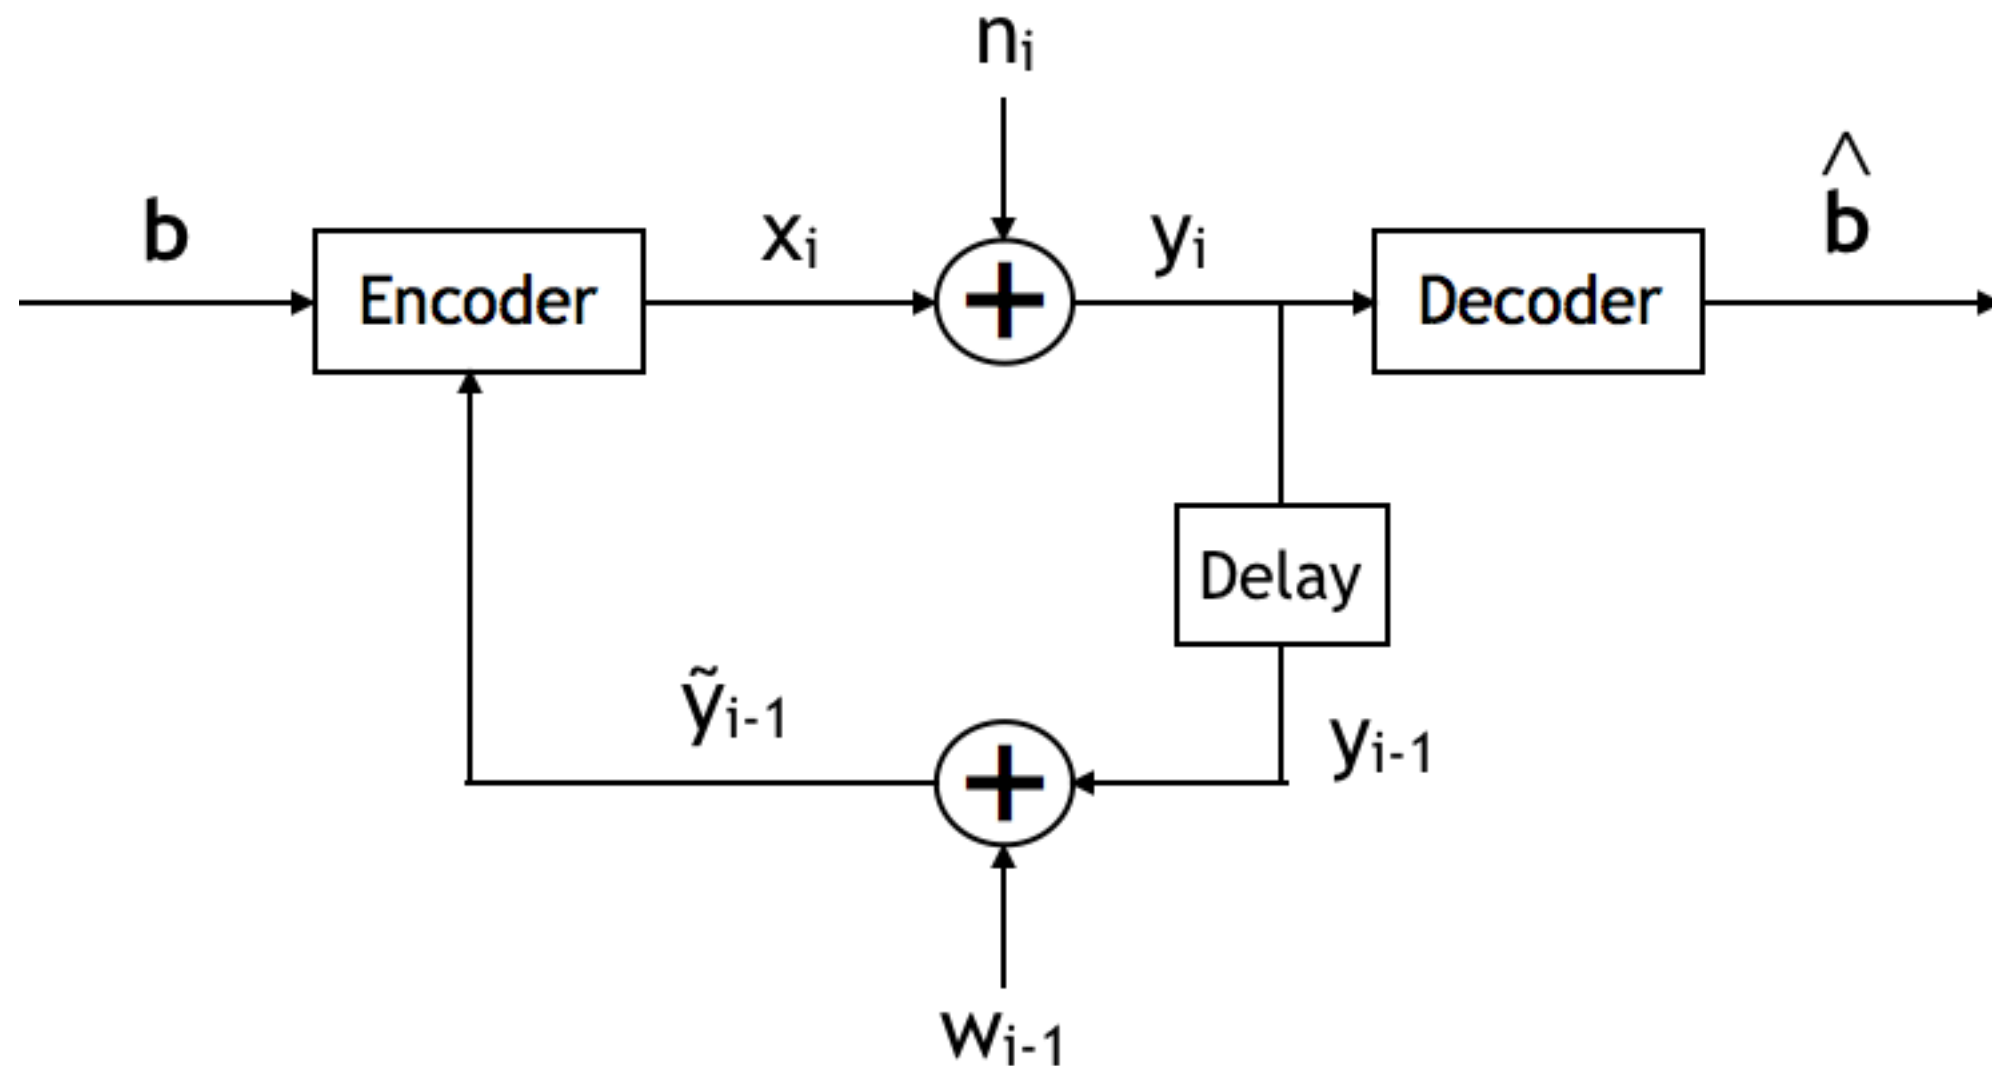 nᵢ
b
Encoder
xᵢ
+
yᵢ
Decoder
b̂
Delay
ỹᵢ₋₁
+
yᵢ₋₁
wᵢ₋₁